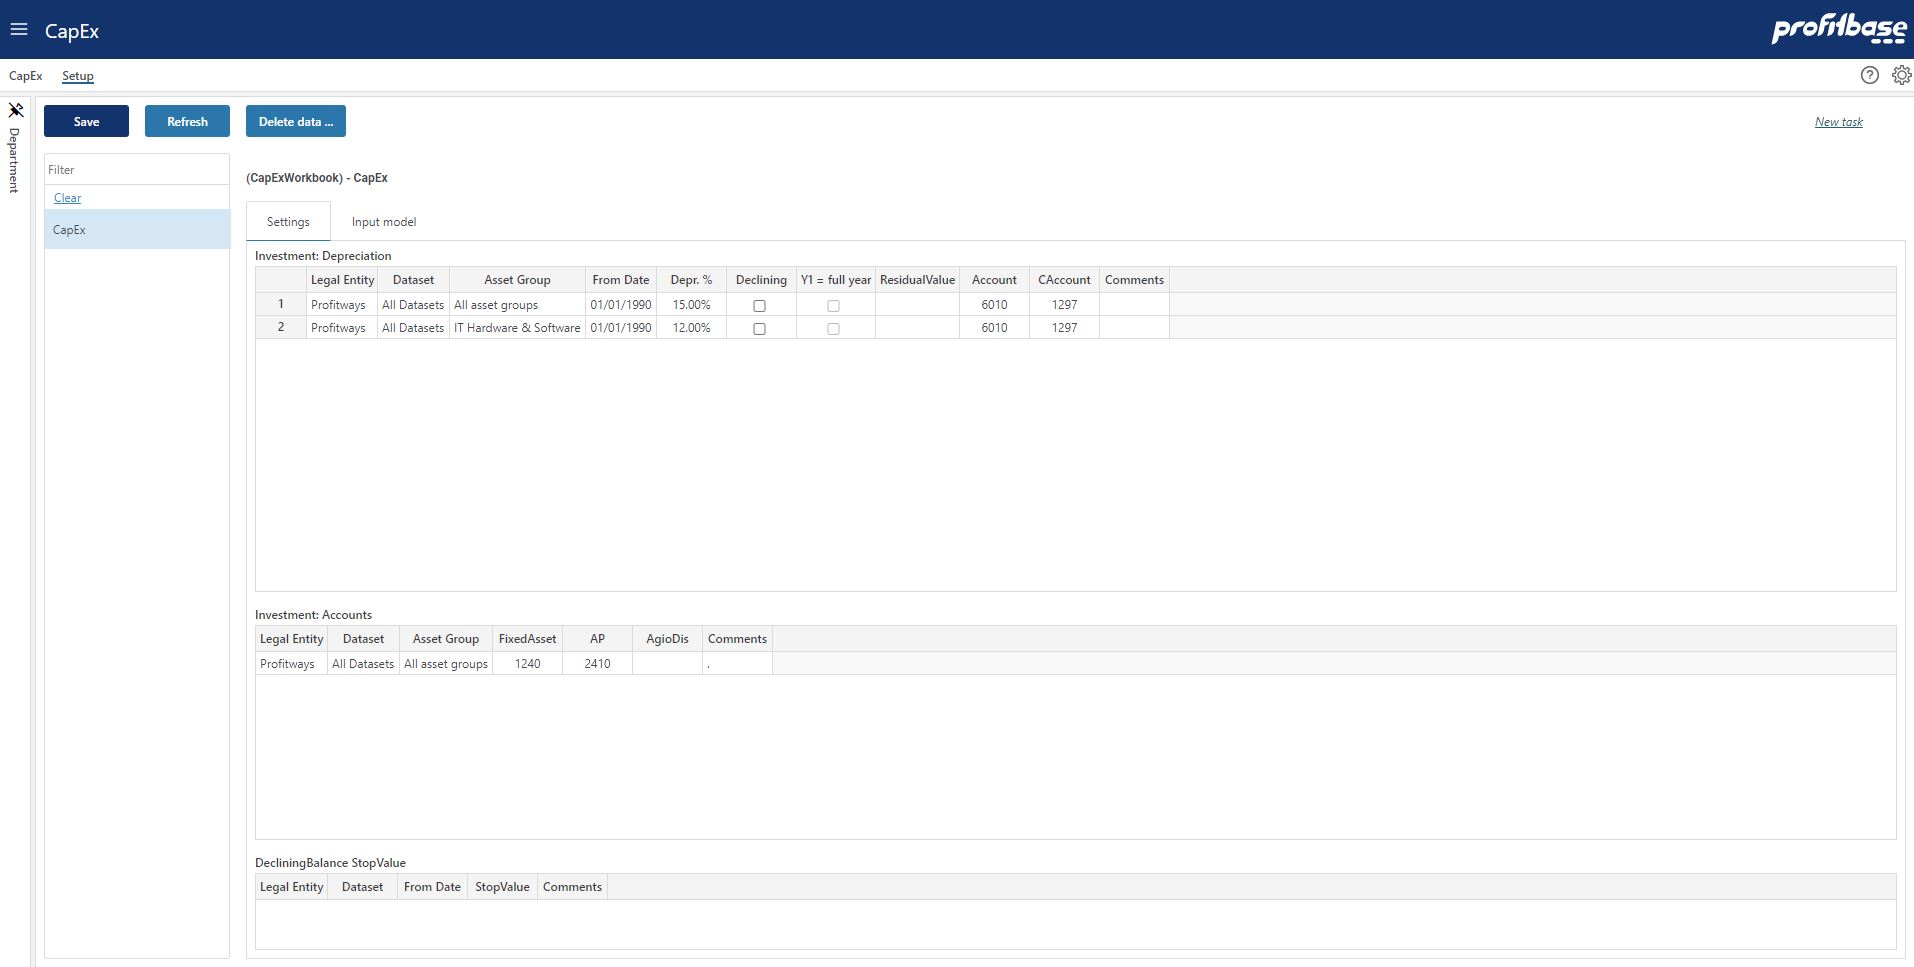 CapEx
profitbase
CapEx Setup
Department
Save Refresh Delete data ... New task
Filter
Clear
CapEx
(CapExWorkbook) - CapEx
Settings Input model
Investment: Depreciation
Legal Entity Dataset Asset Group From Date Depr. % Declining Y1 = full year ResidualValue Account CAccount Comments
1 Profitways All Datasets All asset groups 01/01/1990 15.00% 6010 1297
2 Profitways All Datasets IT Hardware & Software 01/01/1990 12.00% 6010 1297
Investment: Accounts
Legal Entity Dataset Asset Group FixedAsset AP AgioDis Comments
Profitways All Datasets All asset groups 1240 2410 .
DecliningBalance StopValue
Legal Entity Dataset From Date StopValue Comments